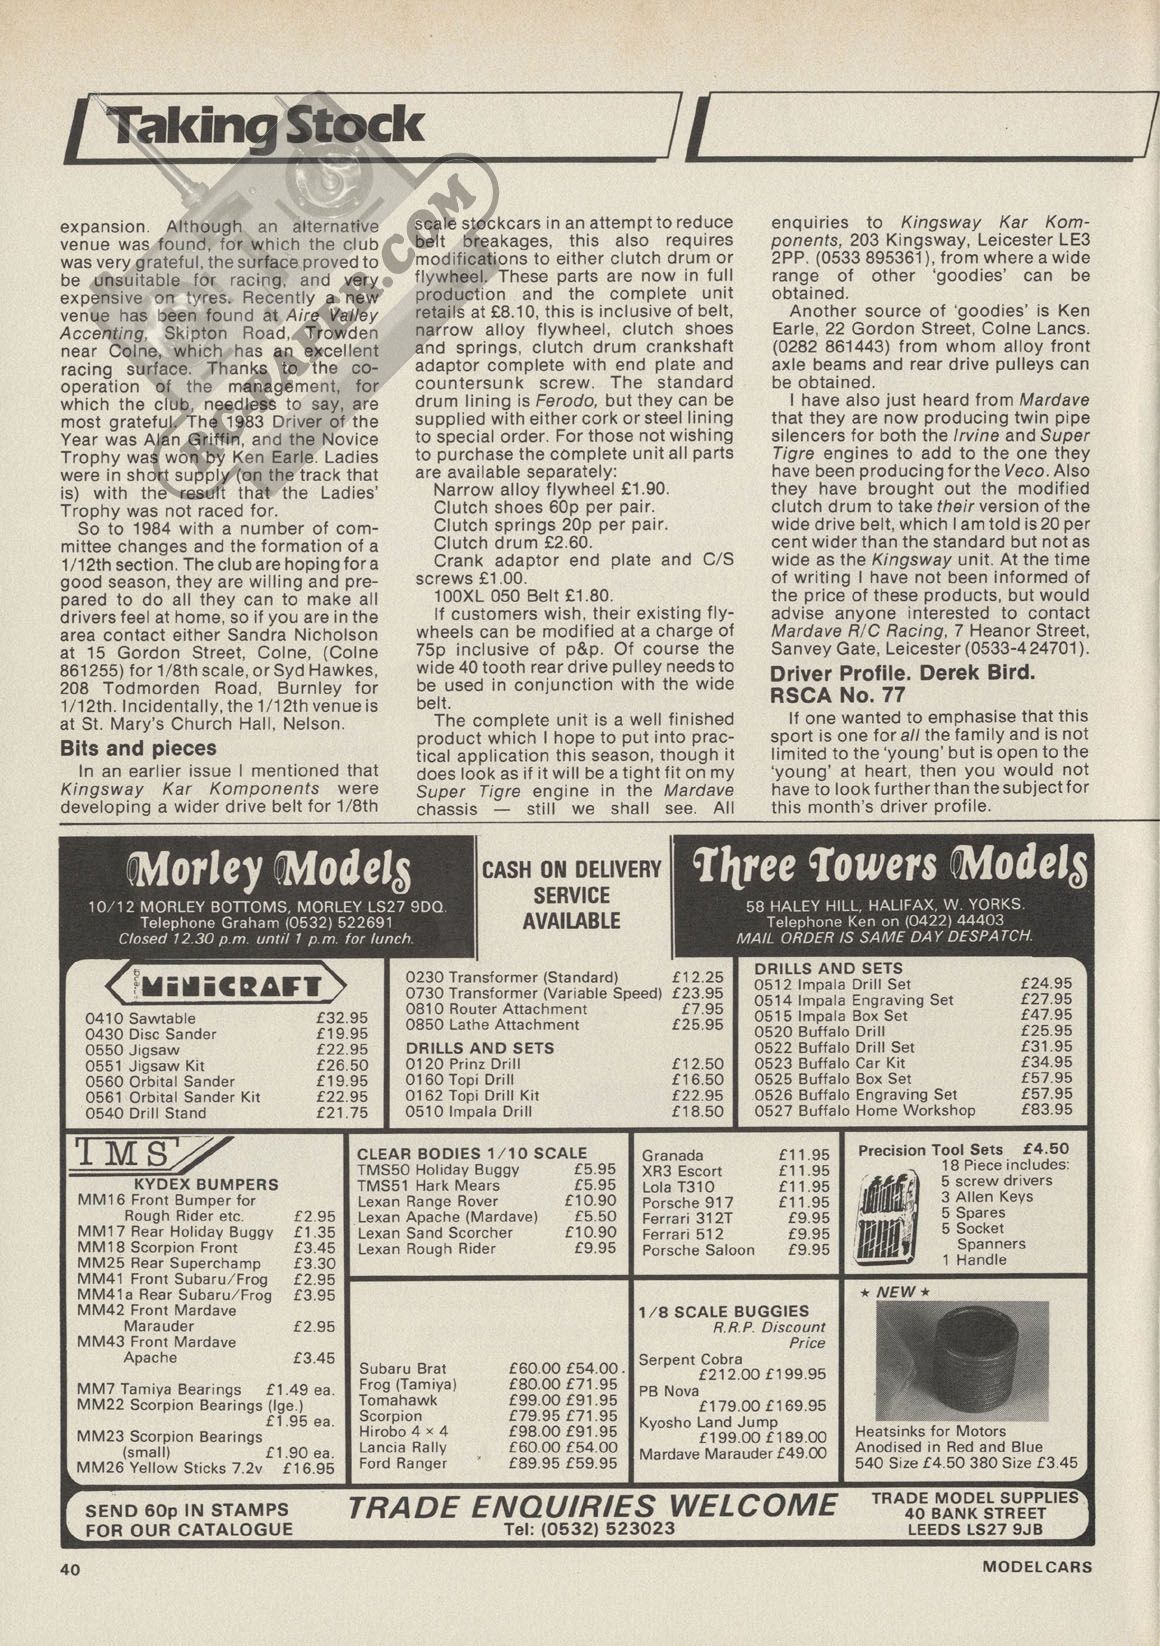 Taking Stock
expansion. Although an alternative
venue was found, for which the club
was very grateful, the surface proved to
be unsuitable for racing, and very
expensive on tyres. Recently a new
venue has been found at Aire Valley
Accenting, Skipton Road, Trowden
near Colne, which has an excellent
racing surface. Thanks to the co-
operation of the management, for
which the club, needless to say, are
most grateful. The 1983 Driver of the
Year was Alan Griffin, and the Novice
Trophy was won by Ken Earle. Ladies
were in short supply (on the track that
is) with the result that the Ladies'
Trophy was not raced for.
So to 1984 with a number of com-
mittee changes and the formation of a
1/12th section. The club are hoping for a
good season, they are willing and pre-
pared to do all they can to make all
drivers feel at home, so if you are in the
area contact either Sandra Nicholson
at 15 Gordon Street, Colne, (Colne
861255) for 1/8th scale, or Syd Hawkes,
208 Todmorden Road, Burnley for
1/12th. Incidentally, the 1/12th venue is
at St. Mary's Church Hall, Nelson.
Bits and pieces
In an earlier issue I mentioned that
Kingsway Kar Komponents were
developing a wider drive belt for 1/8th
scale stockcars in an attempt to reduce
belt breakages, this also requires
modifications to either clutch drum or
flywheel. These parts are now in full
production and the complete unit
retails at £8.10, this is inclusive of belt,
narrow alloy flywheel, clutch shoes
and springs, clutch drum crankshaft
adaptor complete with end plate and
countersunk screw. The standard
drum lining is Ferodo, but they can be
supplied with either cork or steel lining
to special order. For those not wishing
to purchase the complete unit all parts
are available separately:
Narrow alloy flywheel £1.90.
Clutch shoes 60p per pair.
Clutch springs 20p per pair.
Clutch drum £2.60.
Crank adaptor end plate and C/S
screws £1.00.
100XL 050 Belt £1.80.
If customers wish, their existing fly-
wheels can be modified at a charge of
75p inclusive of p&p. Of course the
wide 40 tooth rear drive pulley needs to
be used in conjunction with the wide
belt.
The complete unit is a well finished
product which I hope to put into prac-
tical application this season, though it
does look as if it will be a tight fit on my
Super Tigre engine in the Mardave
chassis — still we shall see. All
enquiries to Kingsway Kar Kom-
ponents, 203 Kingsway, Leicester LE3
2PP. (0533 895361), from where a wide
range of other 'goodies' can be
obtained.
Another source of 'goodies' is Ken
Earle, 22 Gordon Street, Colne Lancs.
(0282 861443) from whom alloy front
axle beams and rear drive pulleys can
be obtained.
I have also just heard from Mardave
that they are now producing twin pipe
silencers for both the Irvine and Super
Tigre engines to add to the one they
have been producing for the Veco. Also
they have brought out the modified
clutch drum to take their version of the
wide drive belt, which I am told is 20 per
cent wider than the standard but not as
wide as the Kingsway unit. At the time
of writing I have not been informed of
the price of these products, but would
advise anyone interested to contact
Mardave R/C Racing, 7 Heanor Street,
Sanvey Gate, Leicester (0533-4 24701).
Driver Profile. Derek Bird.
RSCA No. 77
If one wanted to emphasise that this
sport is one for all the family and is not
limited to the 'young' but is open to the
'young' at heart, then you would not
have to look further than the subject for
this month's driver profile.
RC-PAPER.COM
Morley Models
10/12 MORLEY BOTTOMS, MORLEY LS27 9DQ.
Telephone Graham (0532) 522691
Closed 12.30 p.m. until 1 p.m. for lunch.
CASH ON DELIVERY
SERVICE
AVAILABLE
Three Towers Models
58 HALEY HILL, HALIFAX, W. YORKS.
Telephone Ken on (0422) 44403
MAIL ORDER IS SAME DAY DESPATCH.
MINICRAFT
0410 Sawtable £32.95
0430 Disc Sander £19.95
0550 Jigsaw £22.95
0551 Jigsaw Kit £26.50
0560 Orbital Sander £19.95
0561 Orbital Sander Kit £22.95
0540 Drill Stand £21.75
0230 Transformer (Standard) £12.25
0730 Transformer (Variable Speed) £23.95
0810 Router Attachment £7.95
0850 Lathe Attachment £25.95
DRILLS AND SETS
0120 Prinz Drill £12.50
0160 Topi Drill £16.50
0162 Topi Drill Kit £22.95
0510 Impala Drill £18.50
DRILLS AND SETS
0512 Impala Drill Set £24.95
0514 Impala Engraving Set £27.95
0515 Impala Box Set £47.95
0520 Buffalo Drill £25.95
0522 Buffalo Drill Set £31.95
0523 Buffalo Car Kit £34.95
0525 Buffalo Box Set £57.95
0526 Buffalo Engraving Set £57.95
0527 Buffalo Home Workshop £83.95
TMS
KYDEX BUMPERS
MM16 Front Bumper for
Rough Rider etc. £2.95
MM17 Rear Holiday Buggy £1.35
MM18 Scorpion Front £3.45
MM25 Rear Superchamp £3.30
MM41 Front Subaru/Frog £2.95
MM41a Rear Subaru/Frog £3.95
MM42 Front Mardave
Marauder £2.95
MM43 Front Mardave
Apache £3.45
MM7 Tamiya Bearings £1.49 ea.
MM22 Scorpion Bearings (lge.)
£1.95 ea.
MM23 Scorpion Bearings
(small) £1.90 ea.
MM26 Yellow Sticks 7.2v £16.95
CLEAR BODIES 1/10 SCALE
TMS50 Holiday Buggy £5.95
TMS51 Hark Mears £5.95
Lexan Range Rover £10.90
Lexan Apache (Mardave) £5.50
Lexan Sand Scorcher £10.90
Lexan Rough Rider £9.95
Granada £11.95
XR3 Escort £11.95
Lola T310 £11.95
Porsche 917 £11.95
Ferrari 312T £9.95
Ferrari 512 £9.95
Porsche Saloon £9.95
Precision Tool Sets £4.50
18 Piece includes:
5 screw drivers
3 Allen Keys
5 Spares
5 Socket
Spanners
1 Handle
Subaru Brat £60.00 £54.00.
Frog (Tamiya) £80.00 £71.95
Tomahawk £99.00 £91.95
Scorpion £79.95 £71.95
Hirobo 4 × 4 £98.00 £91.95
Lancia Rally £60.00 £54.00
Ford Ranger £89.95 £59.95
1/8 SCALE BUGGIES
R.R.P. Discount
Price
Serpent Cobra
£212.00 £199.95
PB Nova
£179.00 £169.95
Kyosho Land Jump
£199.00 £189.00
Mardave Marauder £49.00
★ NEW ★
Heatsinks for Motors
Anodised in Red and Blue
540 Size £4.50 380 Size £3.45
SEND 60p IN STAMPS
FOR OUR CATALOGUE
TRADE ENQUIRIES WELCOME
Tel: (0532) 523023
TRADE MODEL SUPPLIES
40 BANK STREET
LEEDS LS27 9JB
40
MODEL CARS